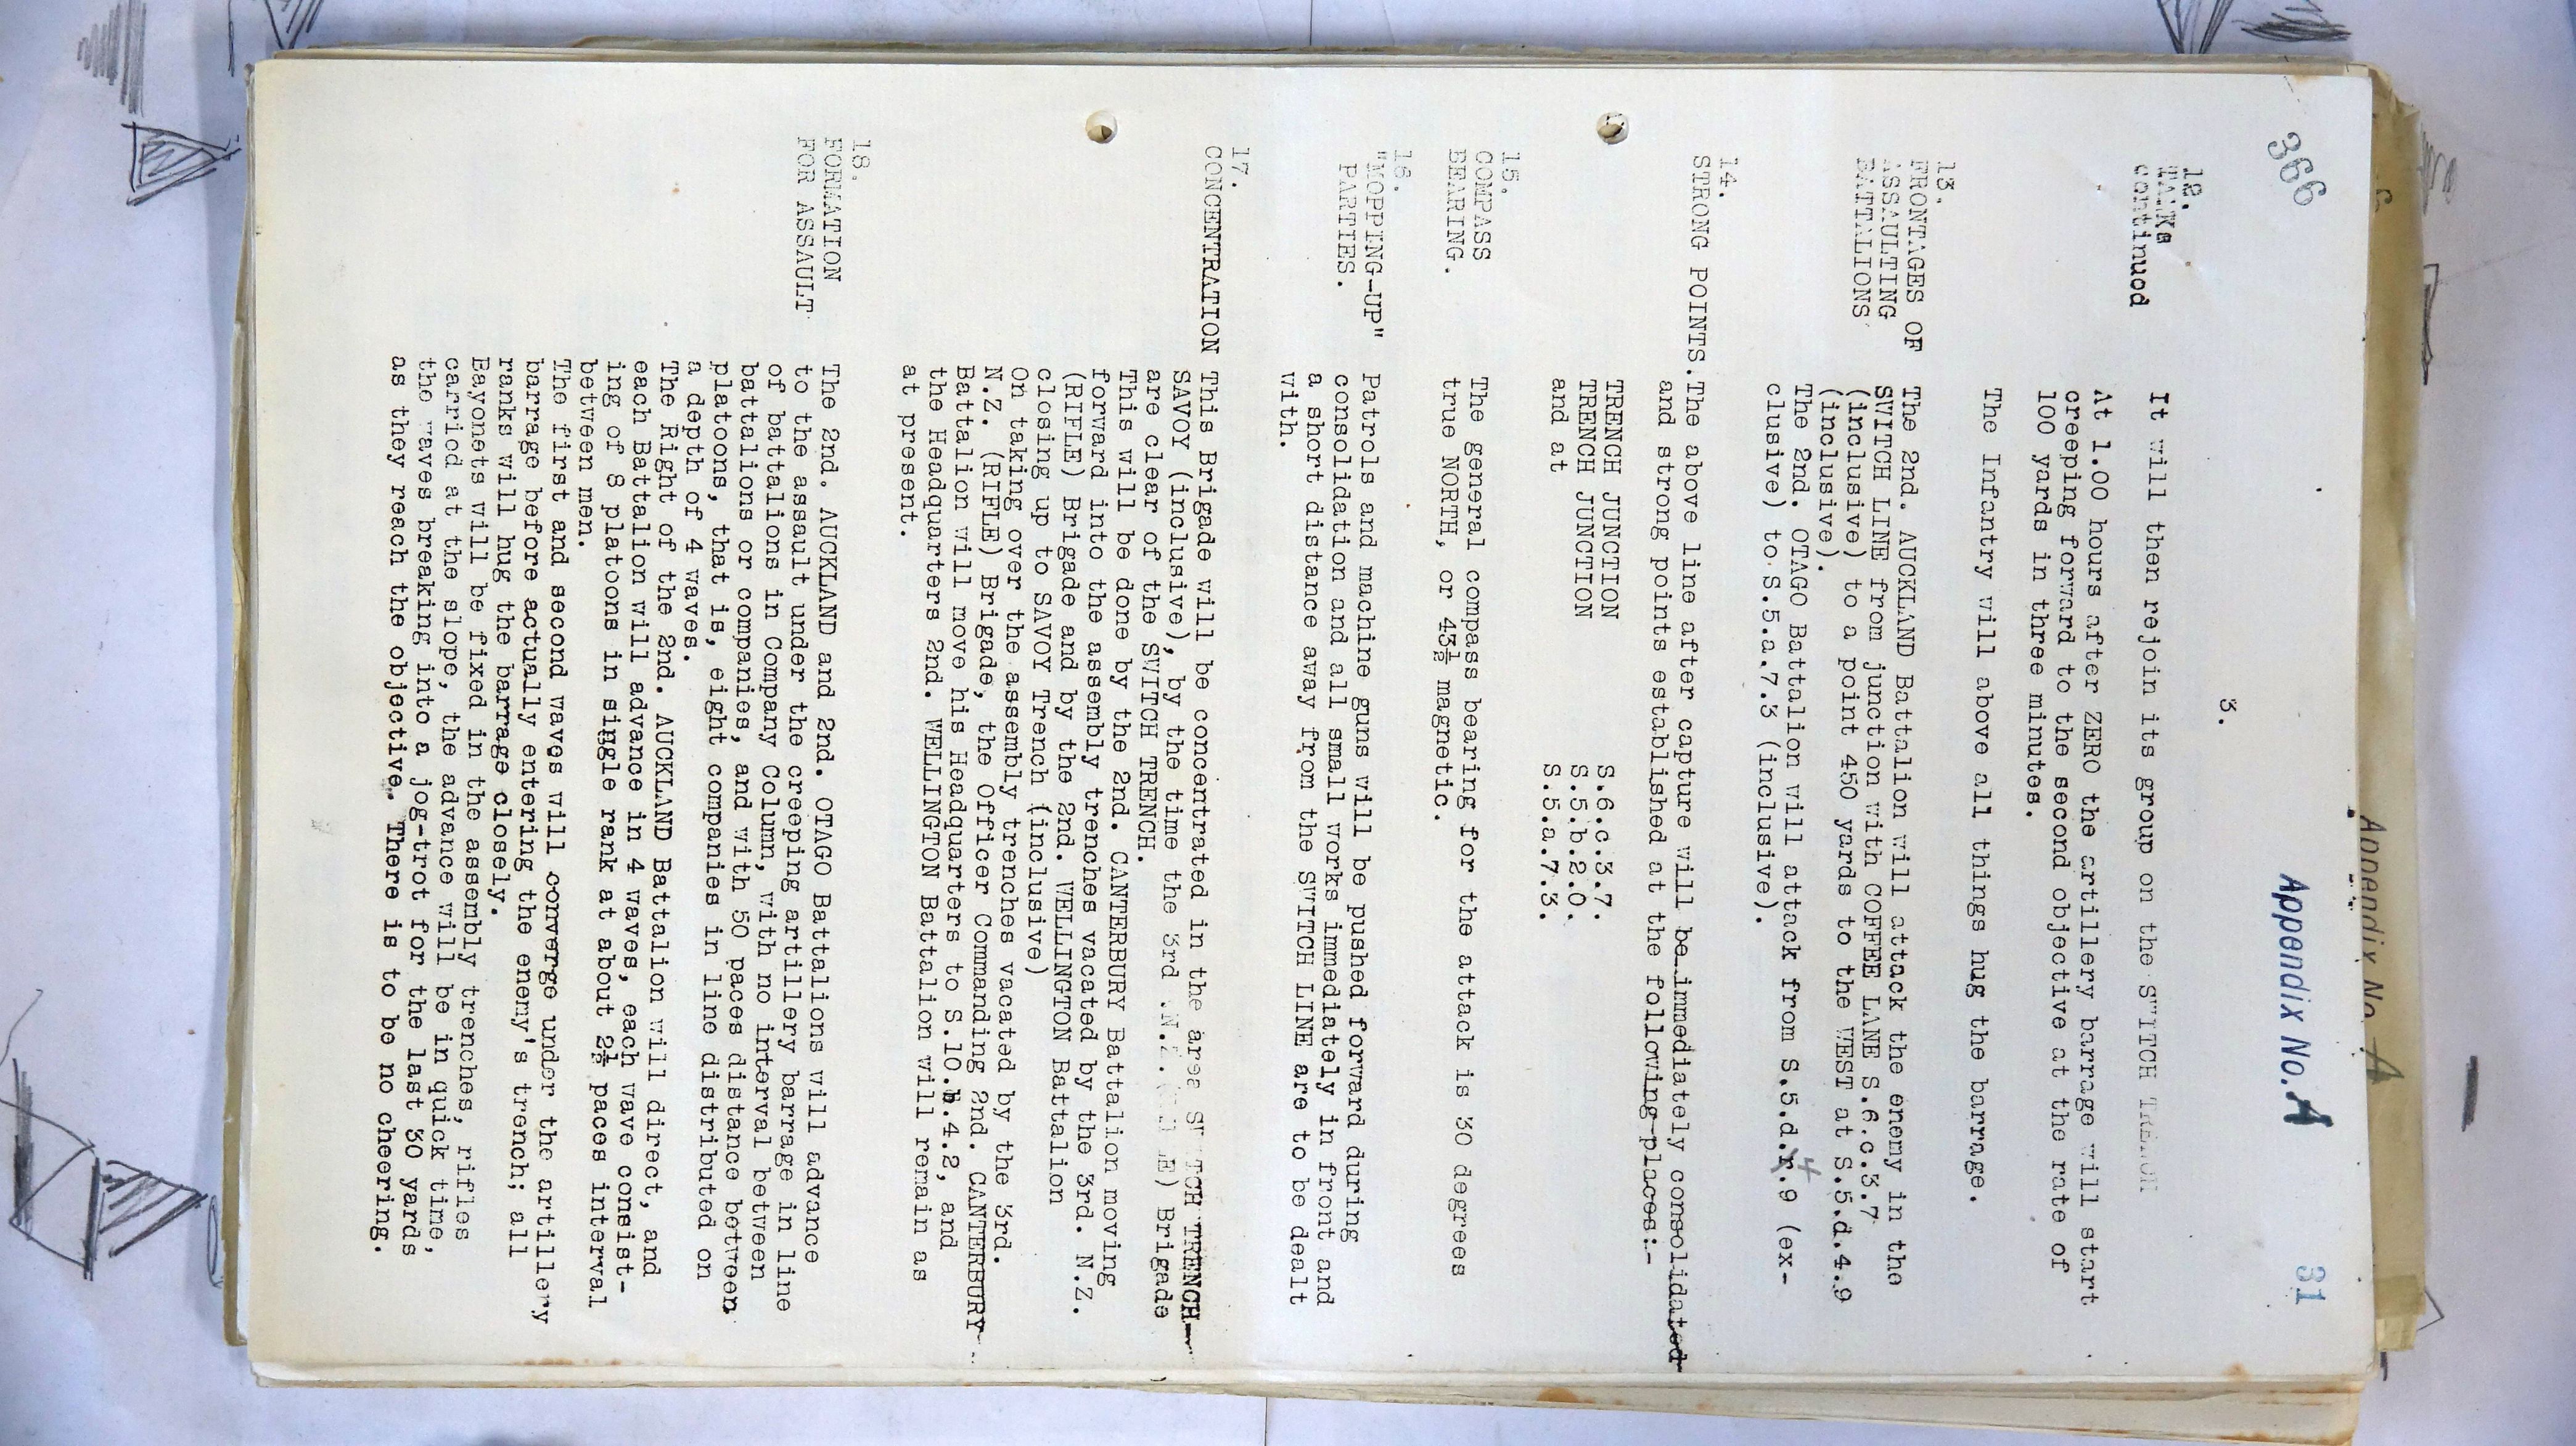 366
Appendix No. A
Appendix No. A
31
3.
12.
TANKS
continued
It will then rejoin its group on the SWITCH TRENCH
At 1.00 hours after ZERO the artillery barrage will start
creeping forward to the second objective at the rate of
100 yards in three minutes.
The Infantry will above all things hug the barrage.
13.
FRONTAGES OF
ASSAULTING
BATTALIONS
The 2nd. AUCKLAND Battalion will attack the enemy in the
SWITCH LINE from junction with COFFEE LANE S.6.c.3.7
(inclusive) to a point 450 yards to the WEST at S.5.d.4.9
(inclusive).
The 2nd. OTAGO Battalion will attack from S.5.d.4.9 (ex-
clusive) to S.5.a.7.3 (inclusive).
14.
STRONG POINTS.
The above line after capture will be immediately consolidated
and strong points established at the following places:-
TRENCH JUNCTION S.6.c.3.7.
TRENCH JUNCTION S.5.b.2.0.
and at S.5.a.7.3.
15.
COMPASS
BEARING.
The general compass bearing for the attack is 30 degrees
true NORTH, or 43½ magnetic.
16.
"MOPPING-UP"
PARTIES.
Patrols and machine guns will be pushed forward during
consolidation and all small works immediately in front and
a short distance away from the SWITCH LINE are to be dealt
with.
17.
CONCENTRATION
This Brigade will be concentrated in the area SWITCH TRENCH-
SAVOY (inclusive), by the time the 3rd N.Z.(RIFLE) Brigade
are clear of the SWITCH TRENCH.
This will be done by the 2nd. CANTERBURY Battalion moving
forward into the assembly trenches vacated by the 3rd. N.Z.
(RIFLE) Brigade and by the 2nd. WELLINGTON Battalion
closing up to SAVOY Trench (inclusive)
On taking over the assembly trenches vacated by the 3rd.
N.Z. (RIFLE) Brigade, the Officer Commanding 2nd. CANTERBURY
Battalion will move his Headquarters to S.10.b.4.2, and
the Headquarters 2nd. WELLINGTON Battalion will remain as
at present.
18.
FORMATION
FOR ASSAULT
The 2nd. AUCKLAND and 2nd. OTAGO Battalions will advance
to the assault under the creeping artillery barrage in line
of battalions in Company Column, with no interval between
battalions or companies, and with 50 paces distance between
platoons, that is, eight companies in line distributed on
a depth of 4 waves.
The Right of the 2nd. AUCKLAND Battalion will direct, and
each Battalion will advance in 4 waves, each wave consist-
ing of 8 platoons in single rank at about 2½ paces interval
between men.
The first and second waves will converge under the artillery
barrage before actually entering the enemy's trench; all
ranks will hug the barrage closely.
Bayonets will be fixed in the assembly trenches, rifles
carried at the slope, the advance will be in quick time,
the waves breaking into a jog-trot for the last 30 yards
as they reach the objective. There is to be no cheering.